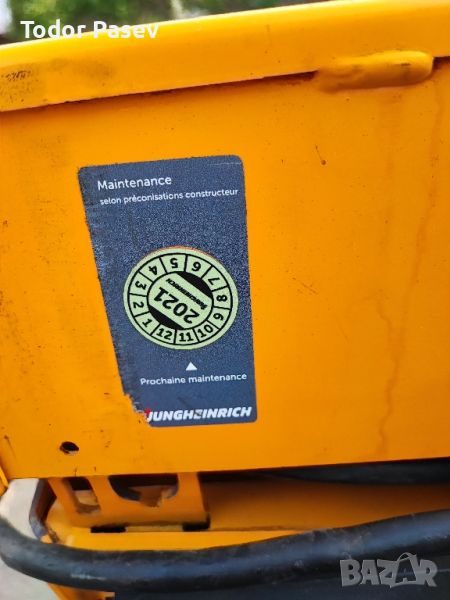 Todor Pasev
Maintenance
selon préconisations constructeur
1 2 3 4 5 6 7 8 9 10 11 12
2021
Prochaine maintenance
JUNGHEINRICH
BAZAR